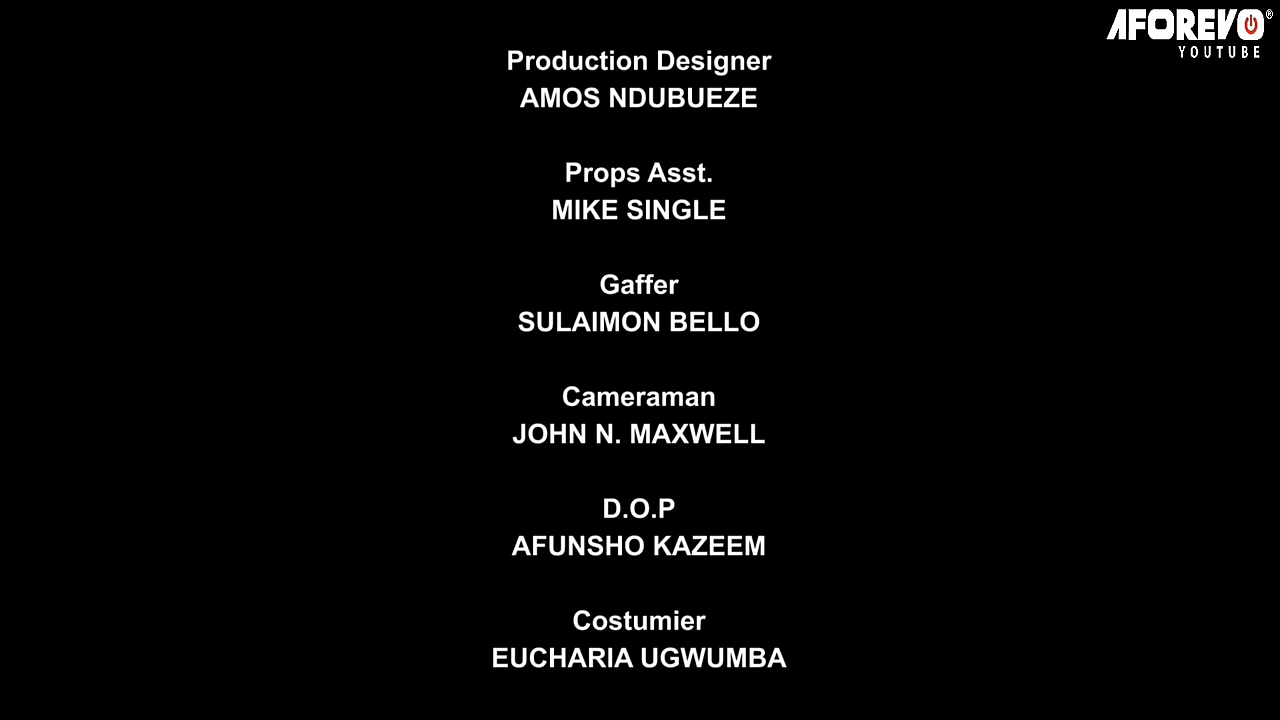 AFOREVO®
YOUTUBE
Production Designer
AMOS NDUBUEZE
Props Asst.
MIKE SINGLE
Gaffer
SULAIMON BELLO
Cameraman
JOHN N. MAXWELL
D.O.P
AFUNSHO KAZEEM
Costumier
EUCHARIA UGWUMBA